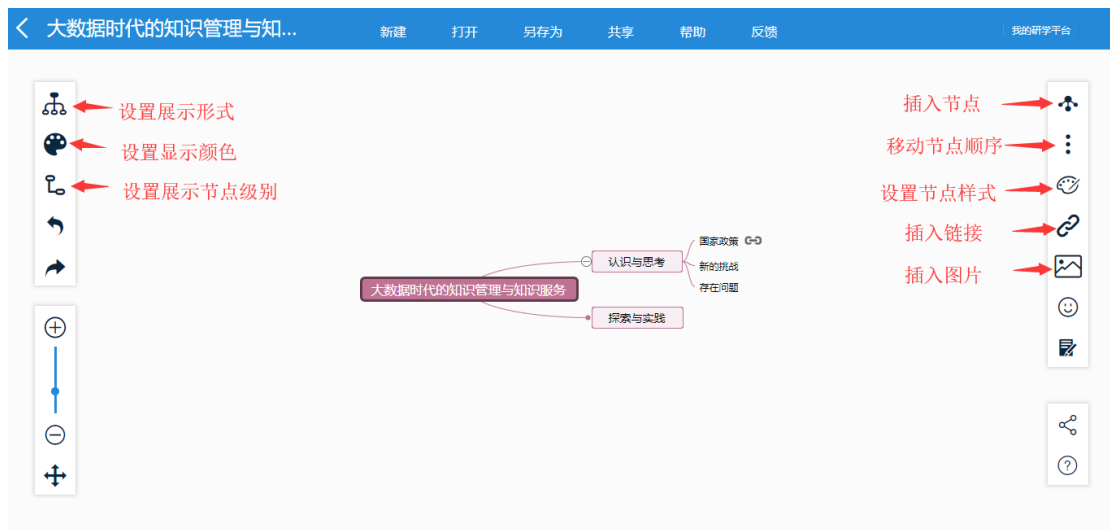 大数据时代的知识管理与知... 新建 打开 另存为 共享 帮助 反馈 我的研学平台
设置展示形式
设置显示颜色
设置展示节点级别
插入节点
移动节点顺序
设置节点样式
插入链接
插入图片
大数据时代的知识管理与知识服务
认识与思考
国家政策
新的挑战
存在问题
探索与实践